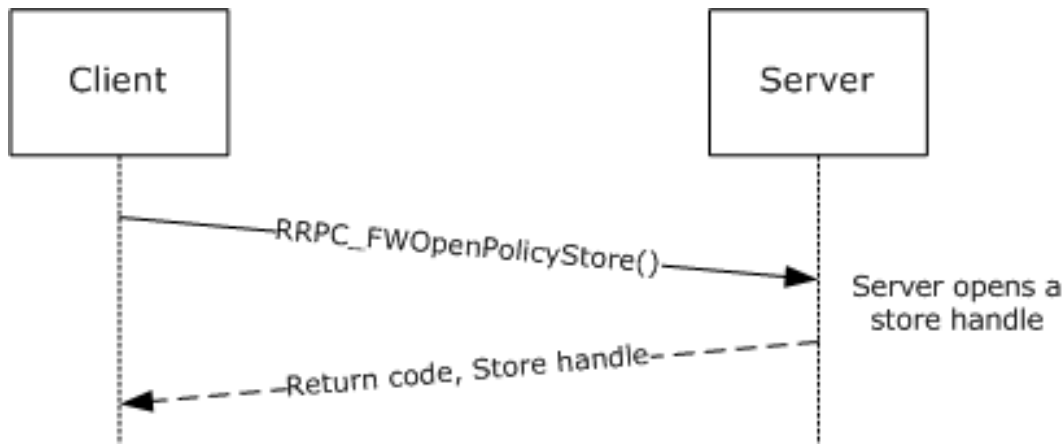 Client
Server
RRPC_FWOpenPolicyStore()
Server opens a
store handle
Return code, Store handle